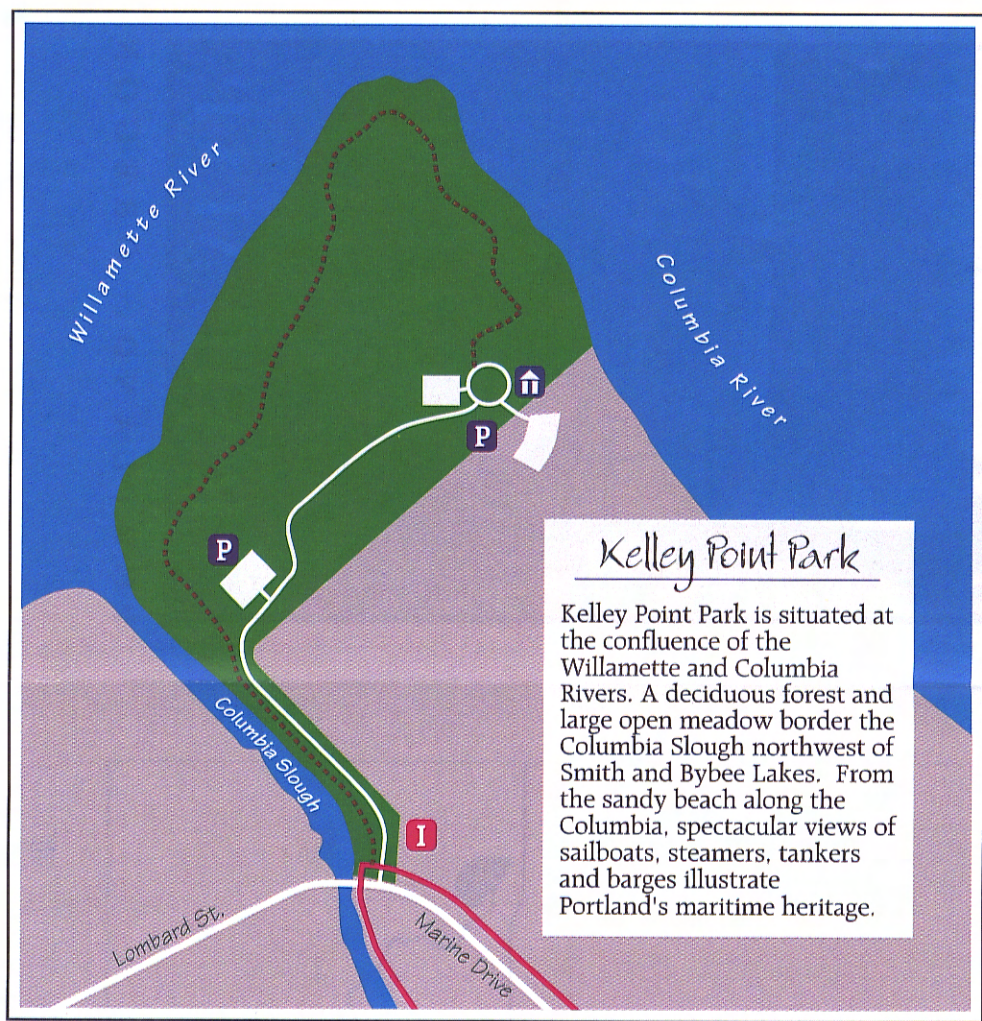 Willamette River
Columbia River
P
P
Kelley Point Park
Kelley Point Park is situated at
the confluence of the
Willamette and Columbia
Rivers. A deciduous forest and
large open meadow border the
Columbia Slough northwest of
Smith and Bybee Lakes. From
the sandy beach along the
Columbia, spectacular views of
sailboats, steamers, tankers
and barges illustrate
Portland's maritime heritage.
Columbia Slough
I
Lombard St.
Marine Drive